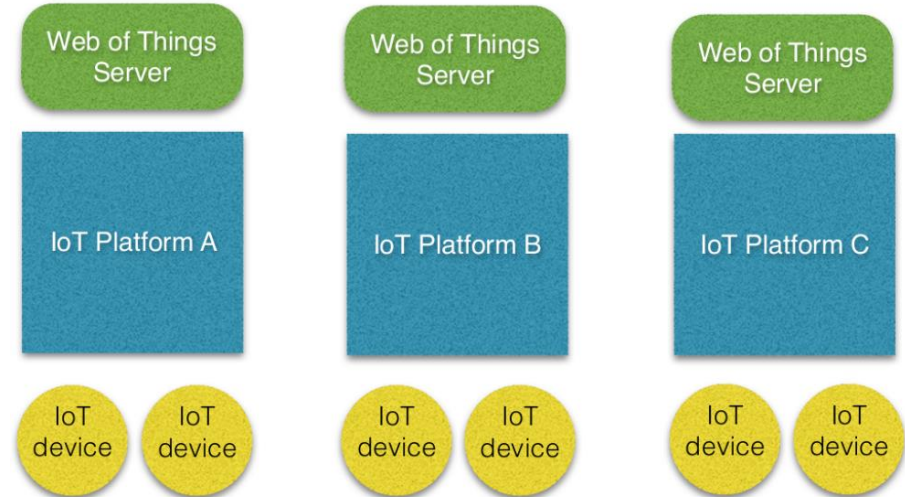 Web of Things
Server
Web of Things
Server
Web of Things
Server
IoT Platform A
IoT Platform B
IoT Platform C
IoT
device
IoT
device
IoT
device
IoT
device
IoT
device
IoT
device